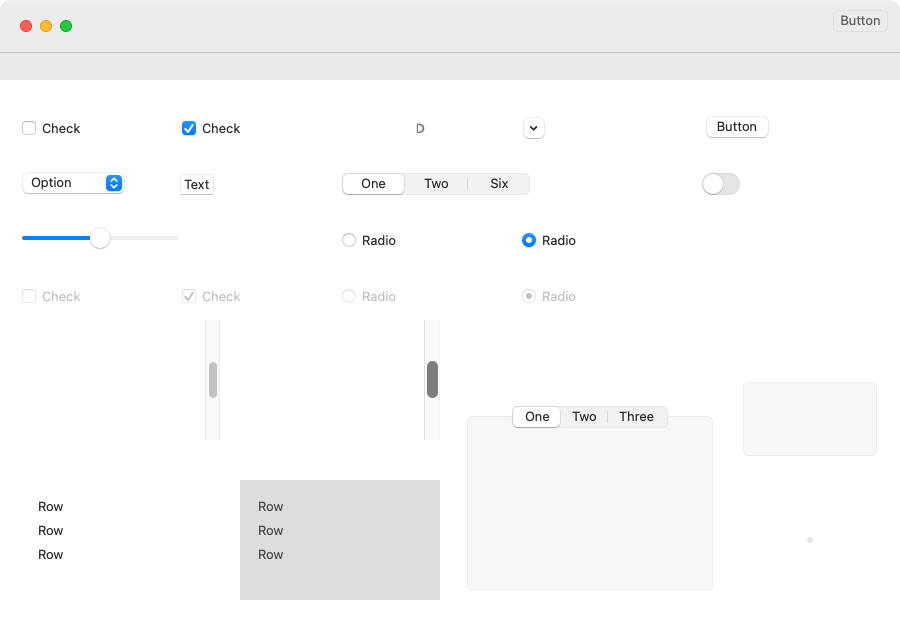 Button
Check
Check
D
Button
Option
Text
One Two Six
Radio
Radio
Check
Check
Radio
Radio
One Two Three
Row
Row
Row
Row
Row
Row